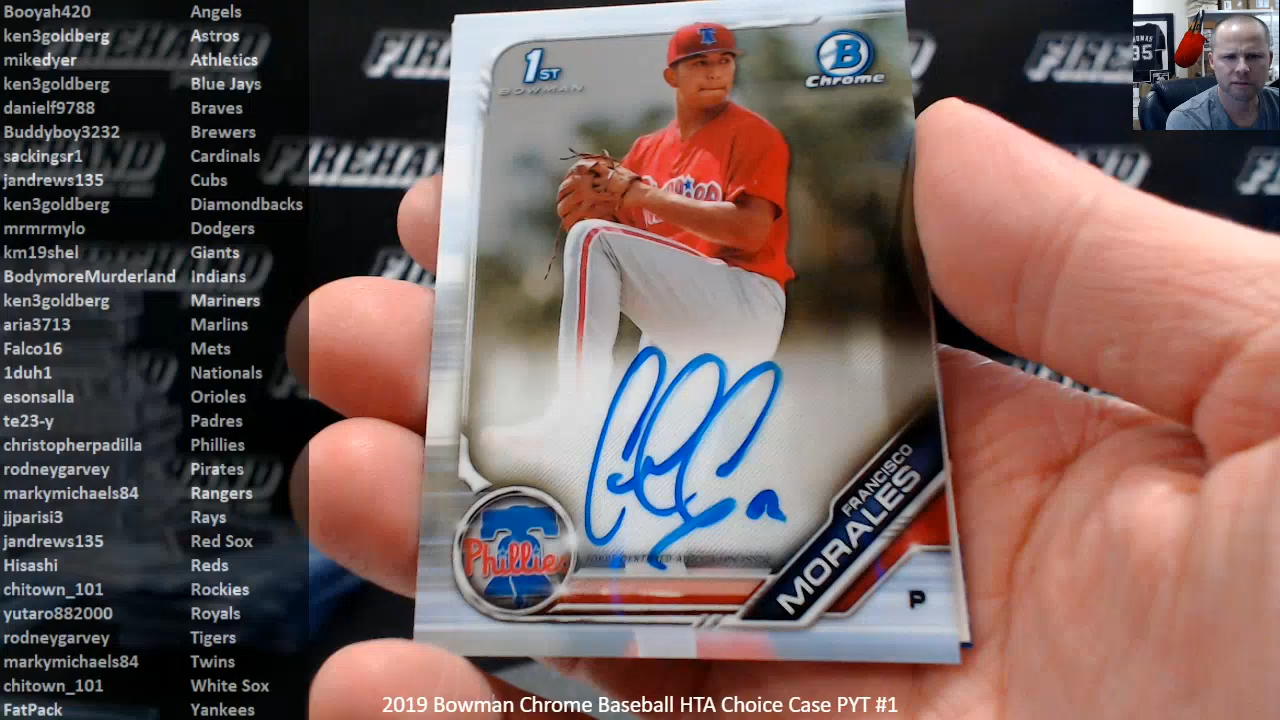 Booyah420 Angels
ken3goldberg Astros
mikedyer Athletics
ken3goldberg Blue Jays
danielf9788 Braves
Buddyboy3232 Brewers
sackingsr1 Cardinals
jandrews135 Cubs
ken3goldberg Diamondbacks
mrmrmylo Dodgers
km19shel Giants
BodymoreMurderland Indians
ken3goldberg Mariners
aria3713 Marlins
Falco16 Mets
1duh1 Nationals
esonsalla Orioles
te23-y Padres
christopherpadilla Phillies
rodneygarvey Pirates
markymichaels84 Rangers
jjparisi3 Rays
jandrews135 Red Sox
Hisashi Reds
chitown_101 Rockies
yutaro882000 Royals
rodneygarvey Tigers
markymichaels84 Twins
chitown_101 White Sox
FatPack Yankees
FIREHAND
1ST
BOWMAN
B
Chrome
Phillies
FRANCISCO
MORALES
P
2019 Bowman Chrome Baseball HTA Choice Case PYT #1